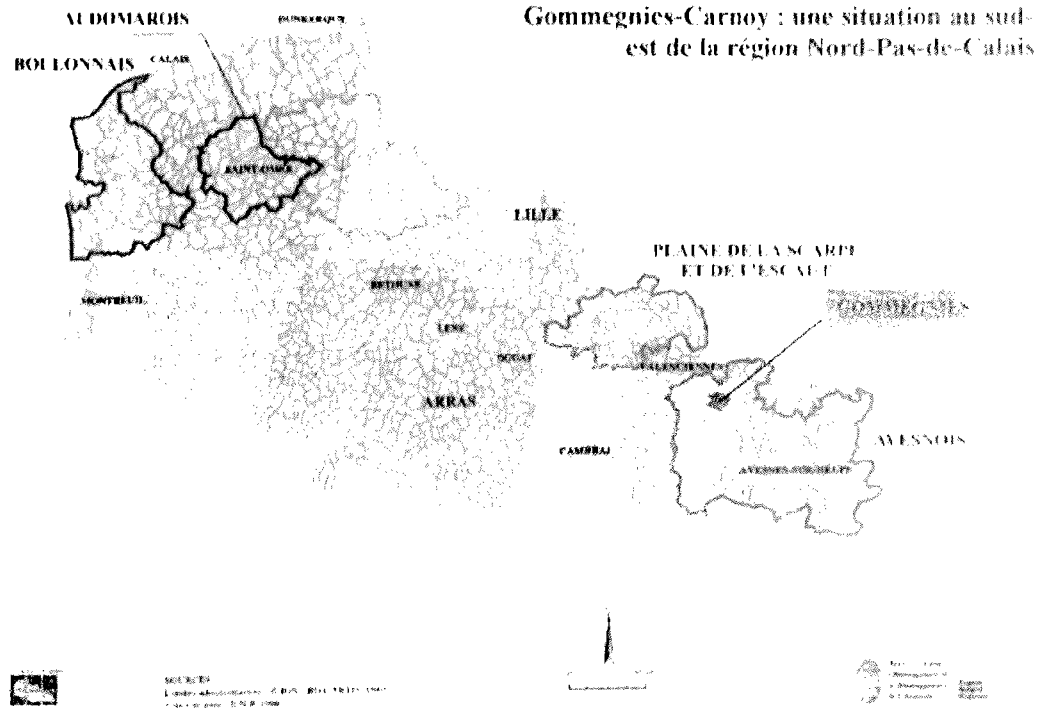 AUDOMAROIS
DUNKERQUE
Gommegnies-Carnoy : une situation au sud-
est de la région Nord-Pas-de-Calais
BOULONNAIS
CALAIS
SAINT-OMER
LILLE
PLAINE DE LA SCARPE
ET DE L'ESCAUT
MONTREUIL
BETHUNE
GOMMEGNIES
LENS
DOUAI
VALENCIENNES
ARRAS
CAMBRAI
AVESNOIS
AVESNES-SUR-HELPE
SOURCES